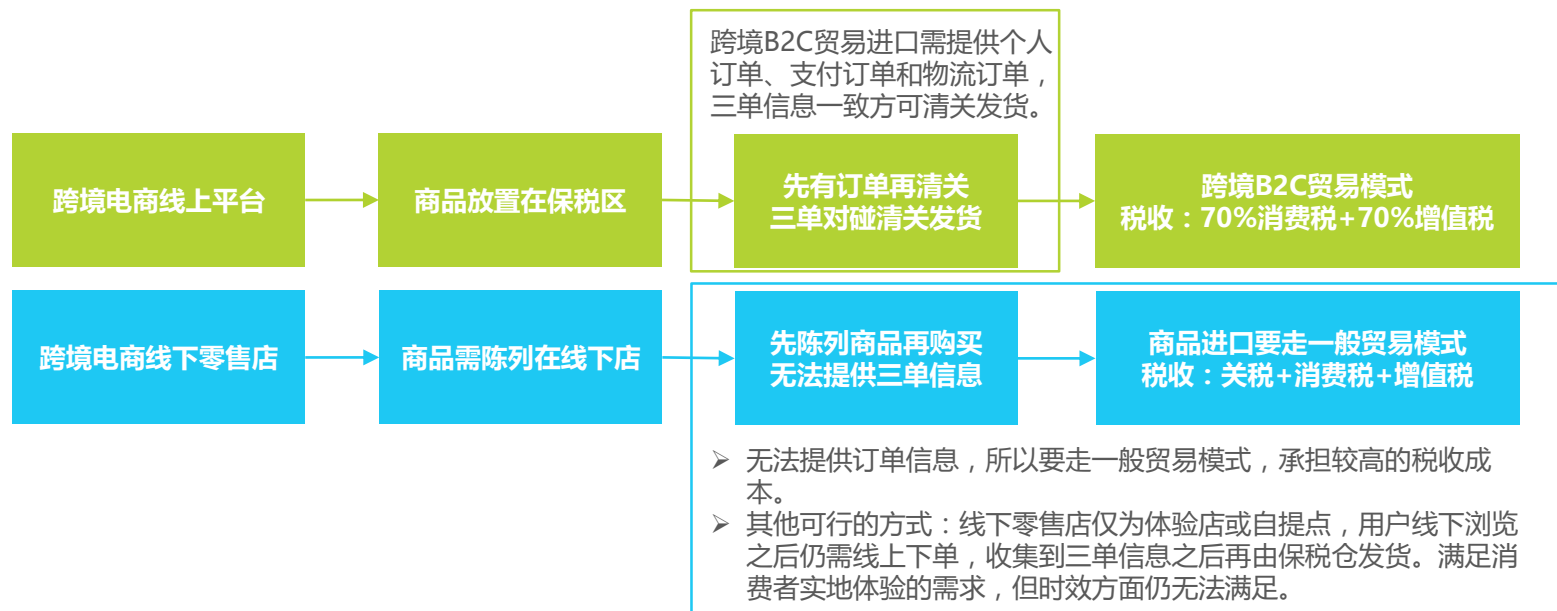 跨境B2C贸易进口需提供个人
订单、支付订单和物流订单，
三单信息一致方可清关发货。
跨境电商线上平台
商品放置在保税区
先有订单再清关
三单对碰清关发货
跨境B2C贸易模式
税收：70%消费税+70%增值税
跨境电商线下零售店
商品需陈列在线下店
先陈列商品再购买
无法提供三单信息
商品进口要走一般贸易模式
税收：关税+消费税+增值税
➢ 无法提供订单信息，所以要走一般贸易模式，承担较高的税收成
本。
➢ 其他可行的方式：线下零售店仅为体验店或自提点，用户线下浏览
之后仍需线上下单，收集到三单信息之后再由保税仓发货。满足消
费者实地体验的需求，但时效方面仍无法满足。